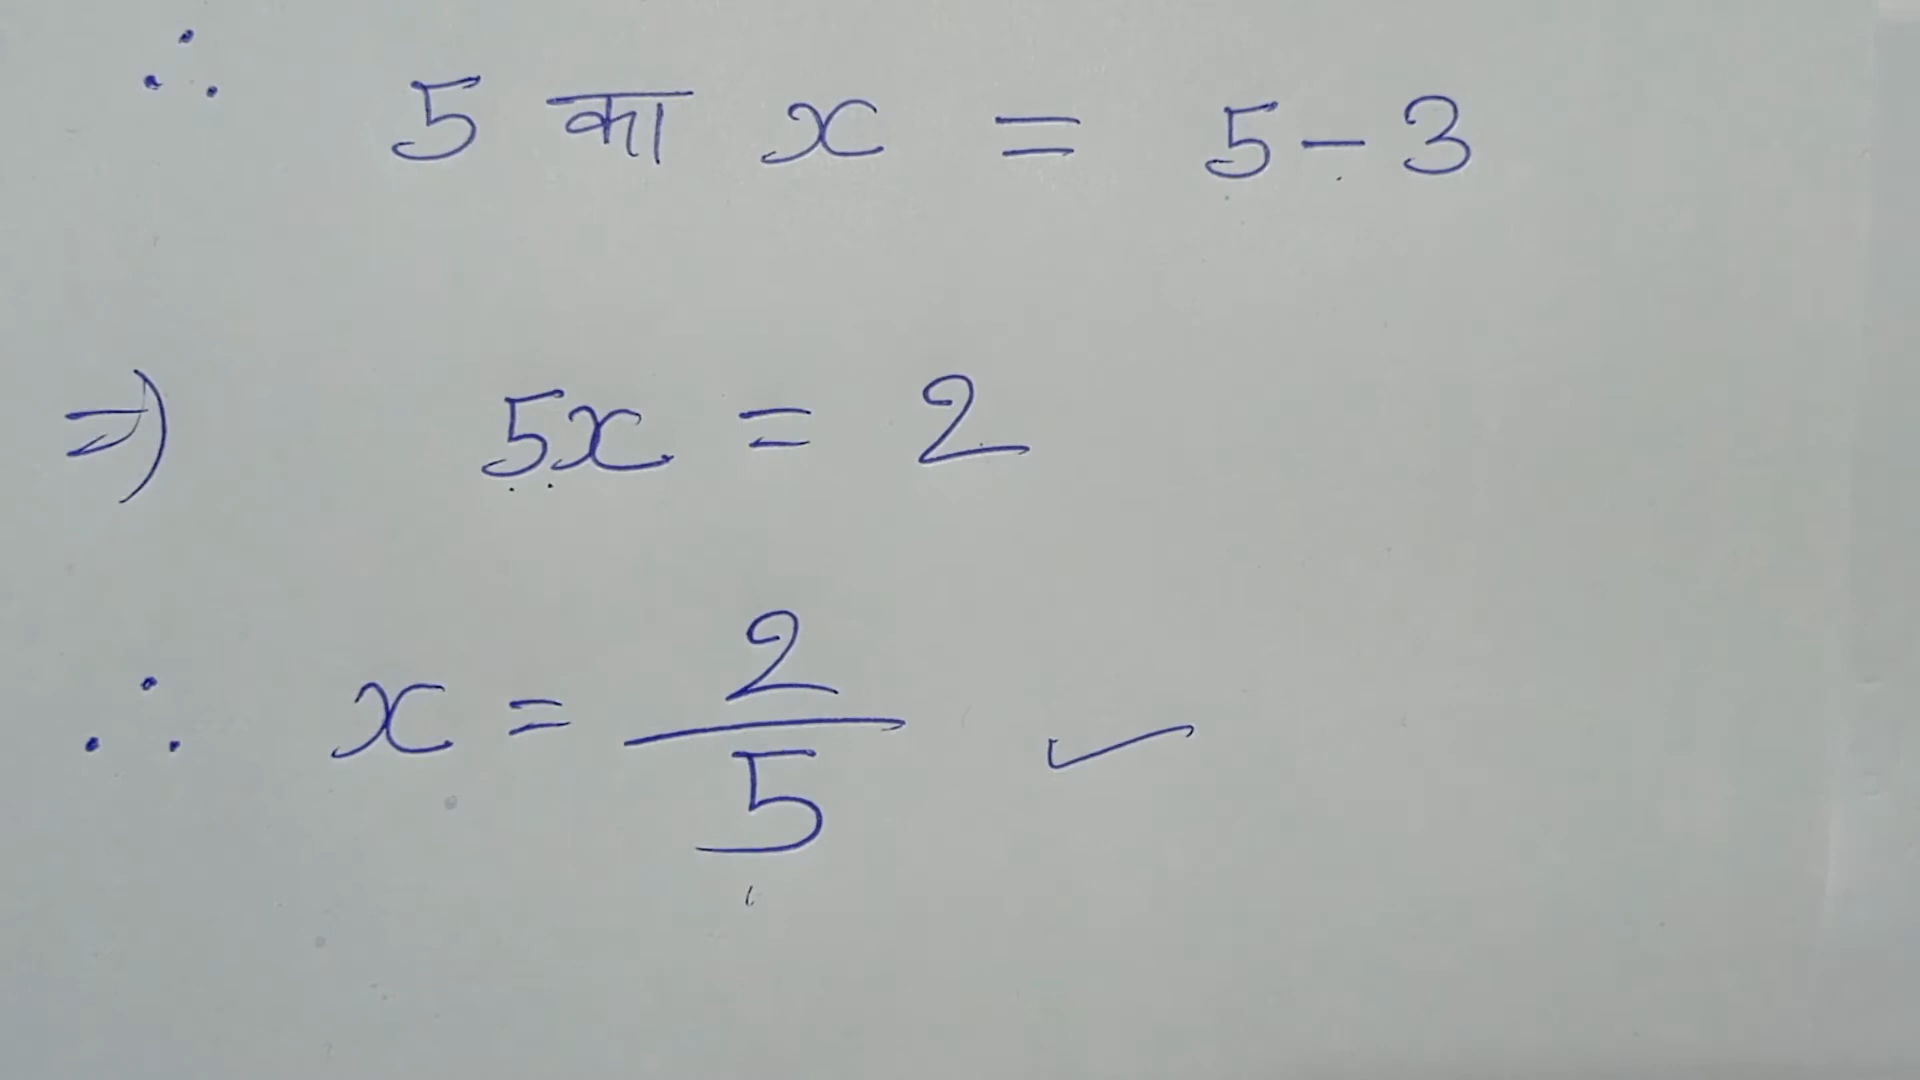 ∴ 5 का x = 5 - 3
⇒ 5x = 2
∴ x = 2/5 ✓